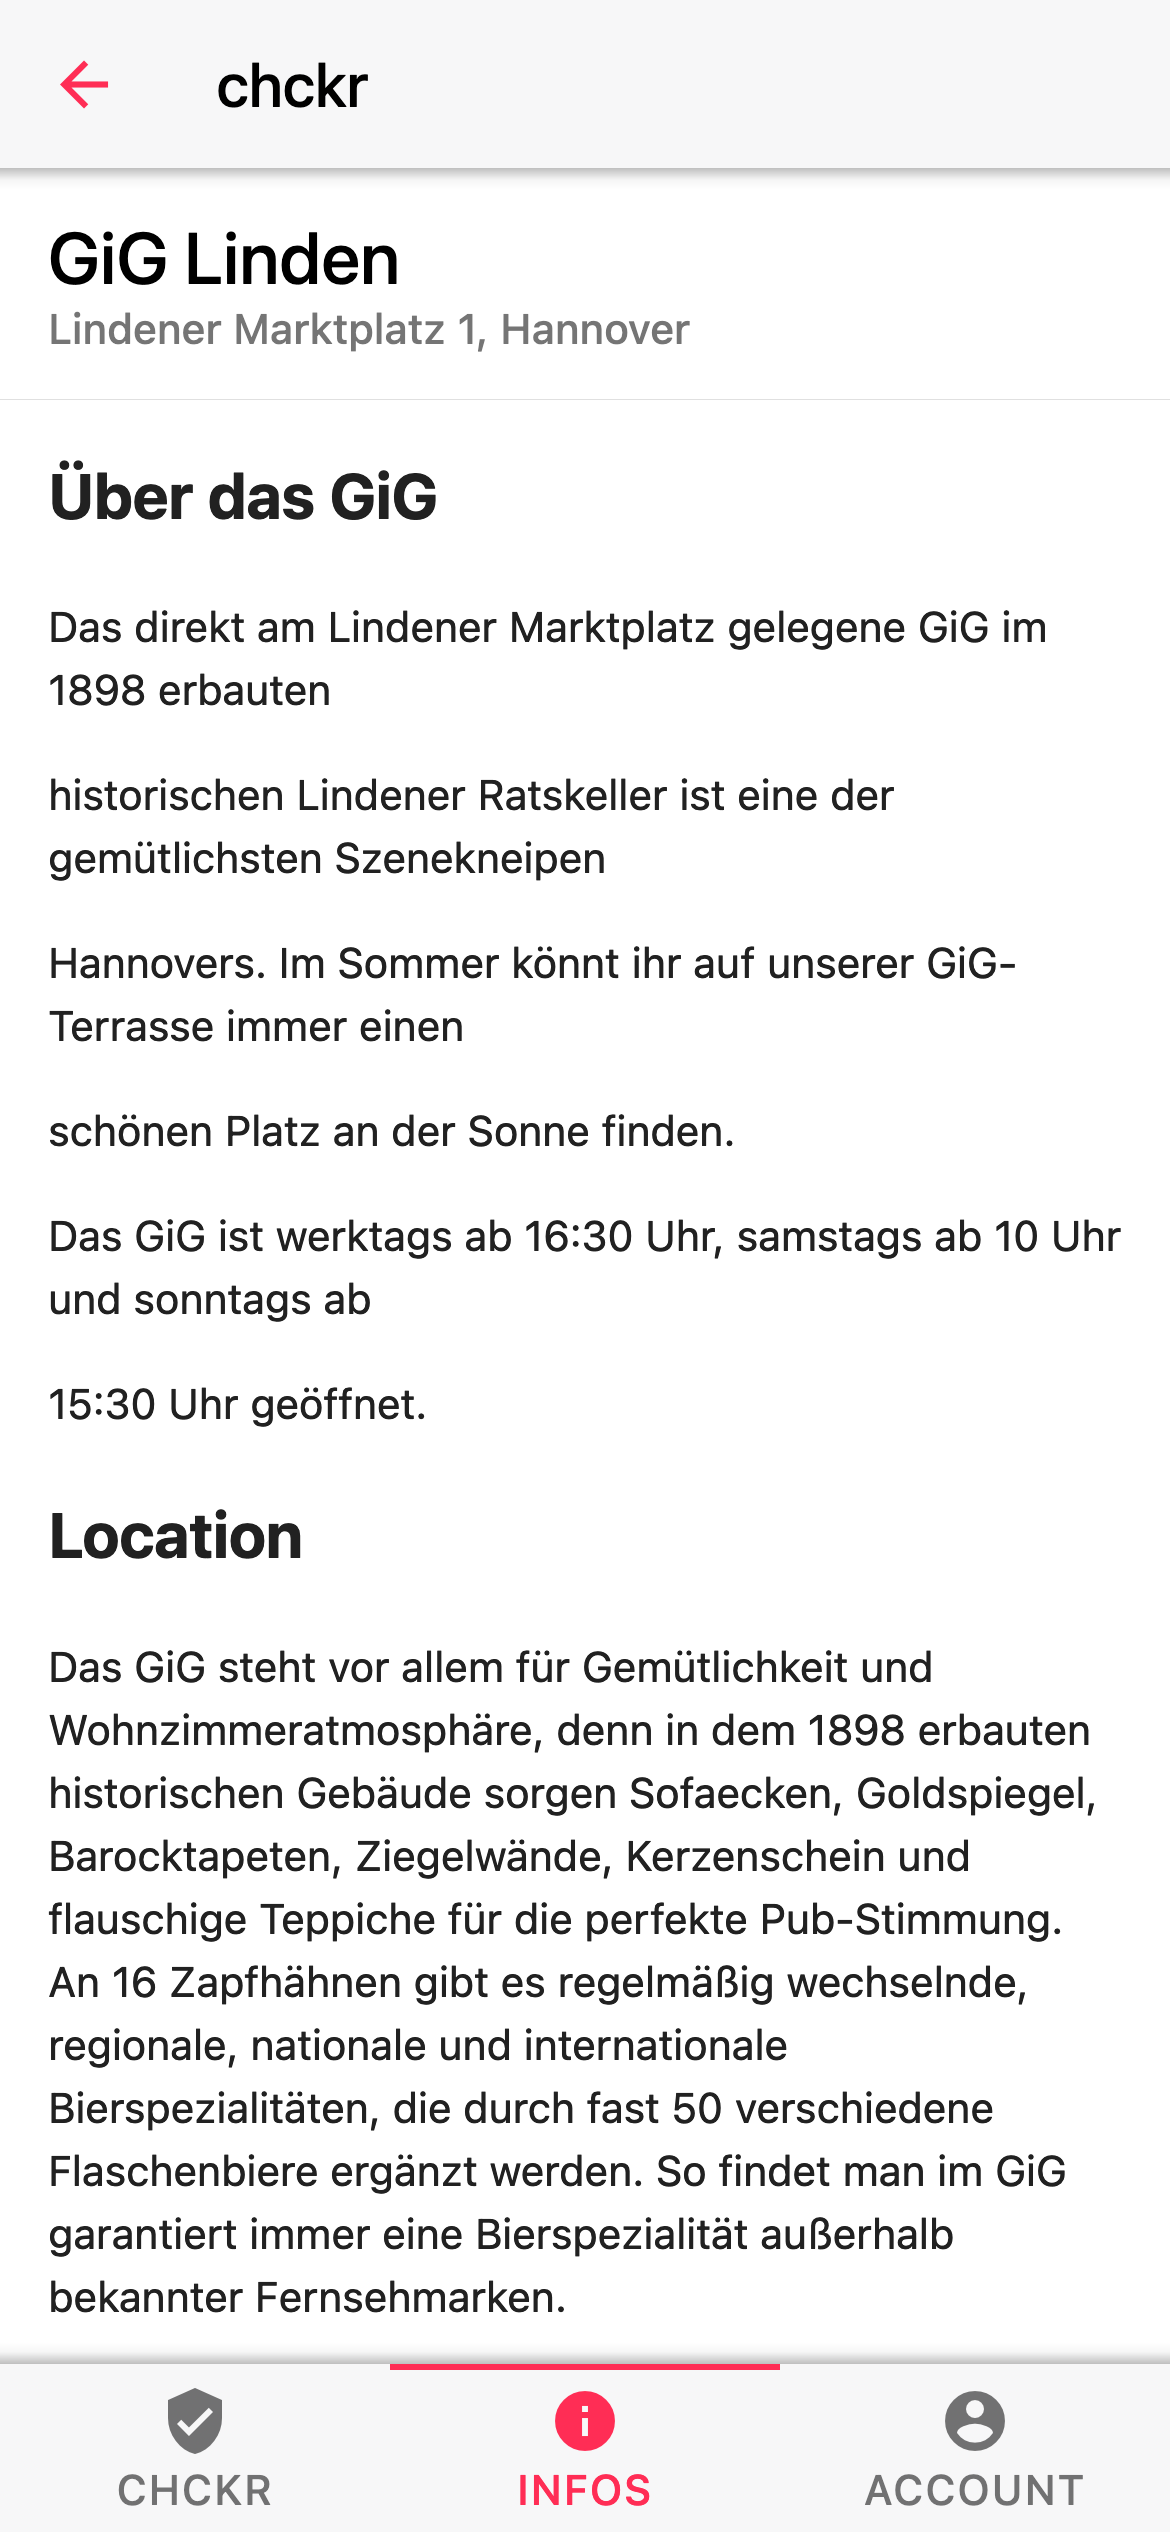 chckr
GiG Linden
Lindener Marktplatz 1, Hannover
Über das GiG
Das direkt am Lindener Marktplatz gelegene GiG im
1898 erbauten
historischen Lindener Ratskeller ist eine der
gemütlichsten Szenekneipen
Hannovers. Im Sommer könnt ihr auf unserer GiG-
Terrasse immer einen
schönen Platz an der Sonne finden.
Das GiG ist werktags ab 16:30 Uhr, samstags ab 10 Uhr
und sonntags ab
15:30 Uhr geöffnet.
Location
Das GiG steht vor allem für Gemütlichkeit und
Wohnzimmeratmosphäre, denn in dem 1898 erbauten
historischen Gebäude sorgen Sofaecken, Goldspiegel,
Barocktapeten, Ziegelwände, Kerzenschein und
flauschige Teppiche für die perfekte Pub-Stimmung.
An 16 Zapfhähnen gibt es regelmäßig wechselnde,
regionale, nationale und internationale
Bierspezialitäten, die durch fast 50 verschiedene
Flaschenbiere ergänzt werden. So findet man im GiG
garantiert immer eine Bierspezialität außerhalb
bekannter Fernsehmarken.
CHCKR
INFOS
ACCOUNT